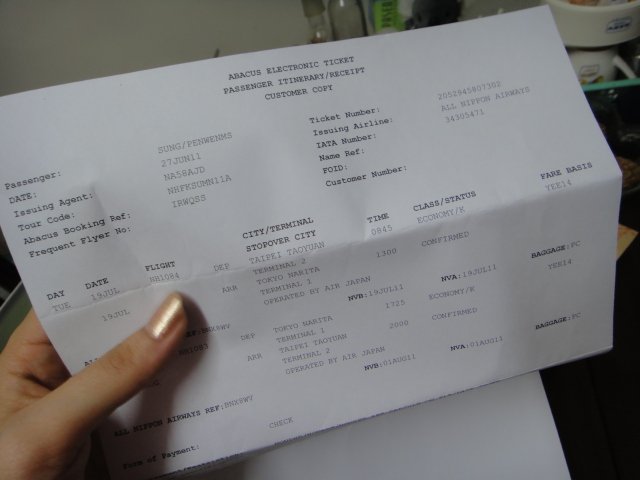 ABACUS ELECTRONIC TICKET
PASSENGER ITINERARY/RECEIPT
CUSTOMER COPY
Passenger: SUNG/PENWENMS Ticket Number: 2052945807302
DATE: 27JUN11 Issuing Airline: ALL NIPPON AIRWAYS
Issuing Agent: NA58AJD IATA Number: 34305471
Tour Code: NHFKSUMN11A Name Ref:
Abacus Booking Ref: IRWQSS FOID:
Frequent Flyer No: Customer Number:
DAY DATE FLIGHT CITY/TERMINAL TIME CLASS/STATUS FARE BASIS
STOPOVER CITY
TUE 19JUL NH1084 DEP TAIPEI TAOYUAN 0845 ECONOMY/K YEE14
TERMINAL 2 CONFIRMED
19JUL ARR TOKYO NARITA 1300
TERMINAL 1
OPERATED BY AIR JAPAN NVB:19JUL11 NVA:19JUL11 BAGGAGE:PC
REF:BNX8WV
NH1083 DEP TOKYO NARITA 1725 ECONOMY/K YEE14
TERMINAL 1 CONFIRMED
ARR TAIPEI TAOYUAN 2000
TERMINAL 2
OPERATED BY AIR JAPAN NVB:01AUG11 NVA:01AUG11 BAGGAGE:PC
ALL NIPPON AIRWAYS REF:BNX8WV
Form of Payment: CHECK